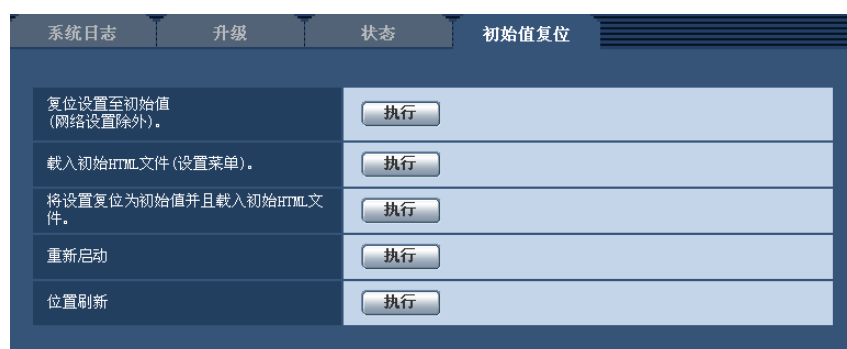 系统日志 升级 状态 初始值复位
复位设置至初始值 执行
(网络设置除外)。
载入初始HTML文件(设置菜单)。 执行
将设置复位为初始值并且载入初始HTML文 执行
件。
重新启动 执行
位置刷新 执行